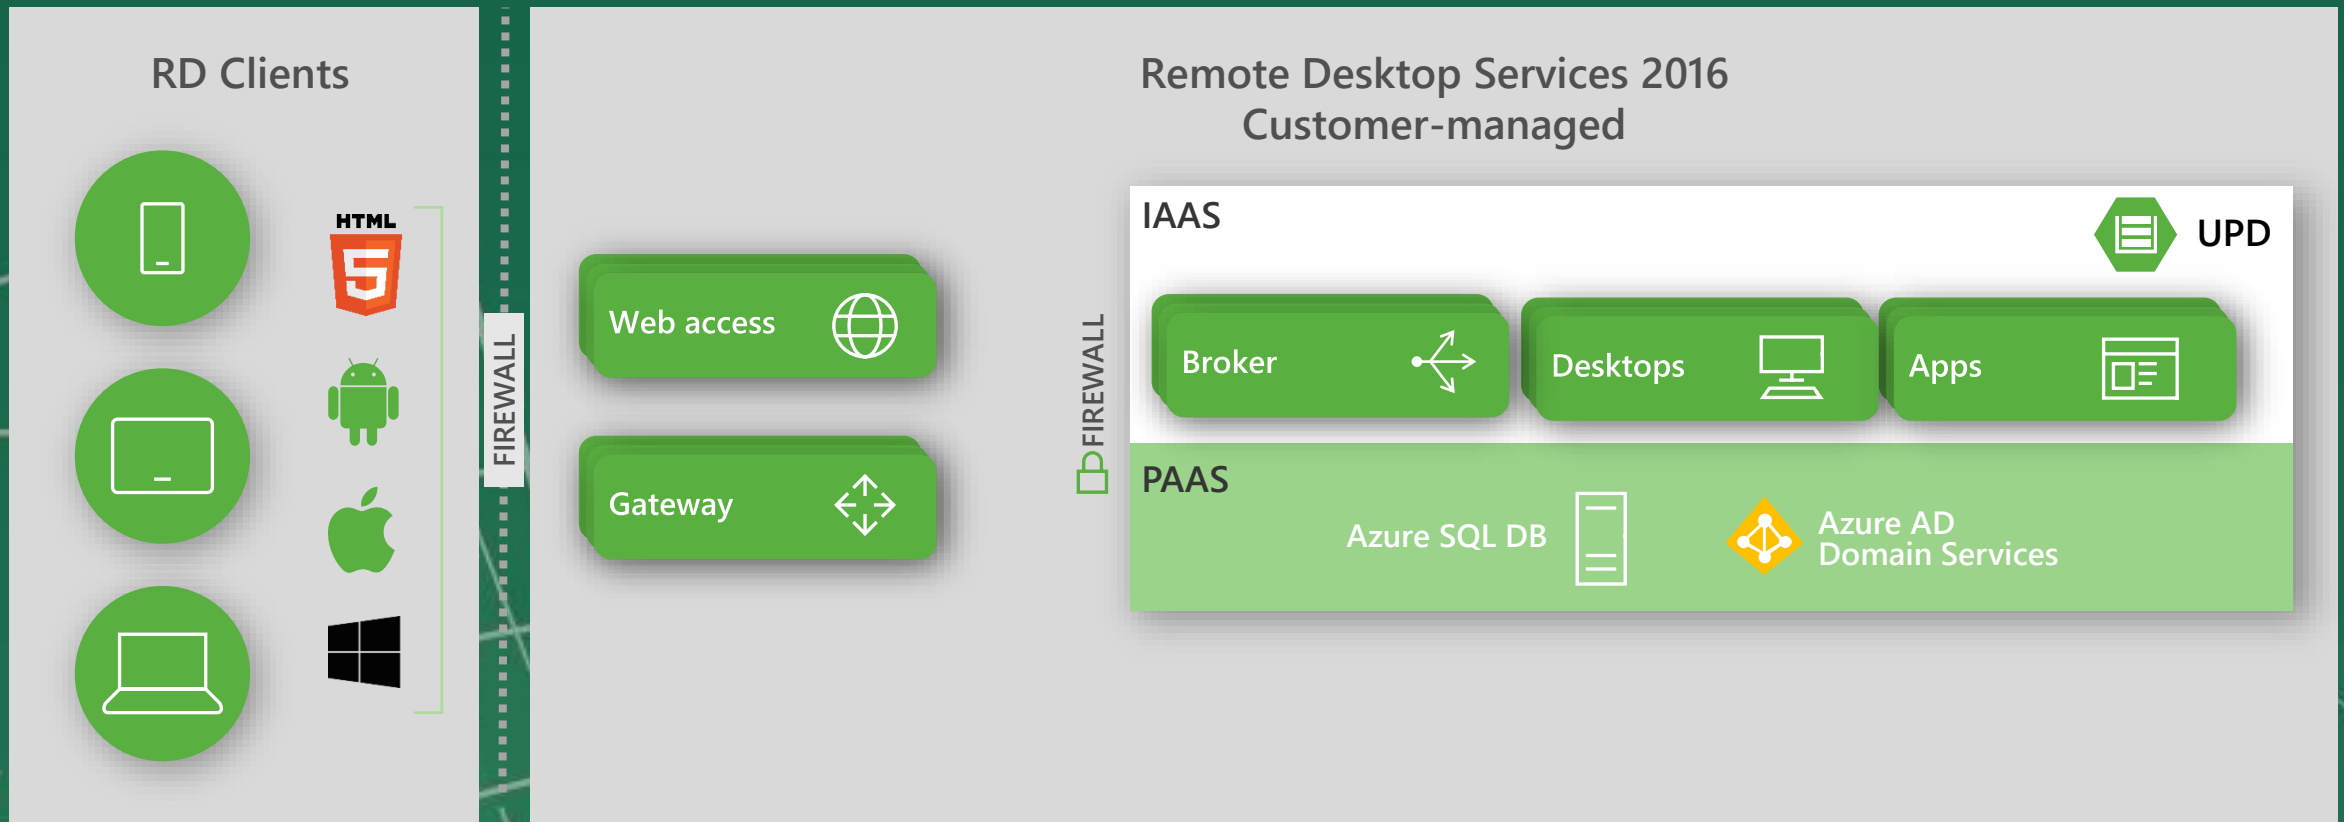 RD Clients
HTML
5
FIREWALL
Remote Desktop Services 2016
Customer-managed
Web access
Gateway
FIREWALL
IAAS
UPD
Broker
Desktops
Apps
PAAS
Azure SQL DB
Azure AD
Domain Services